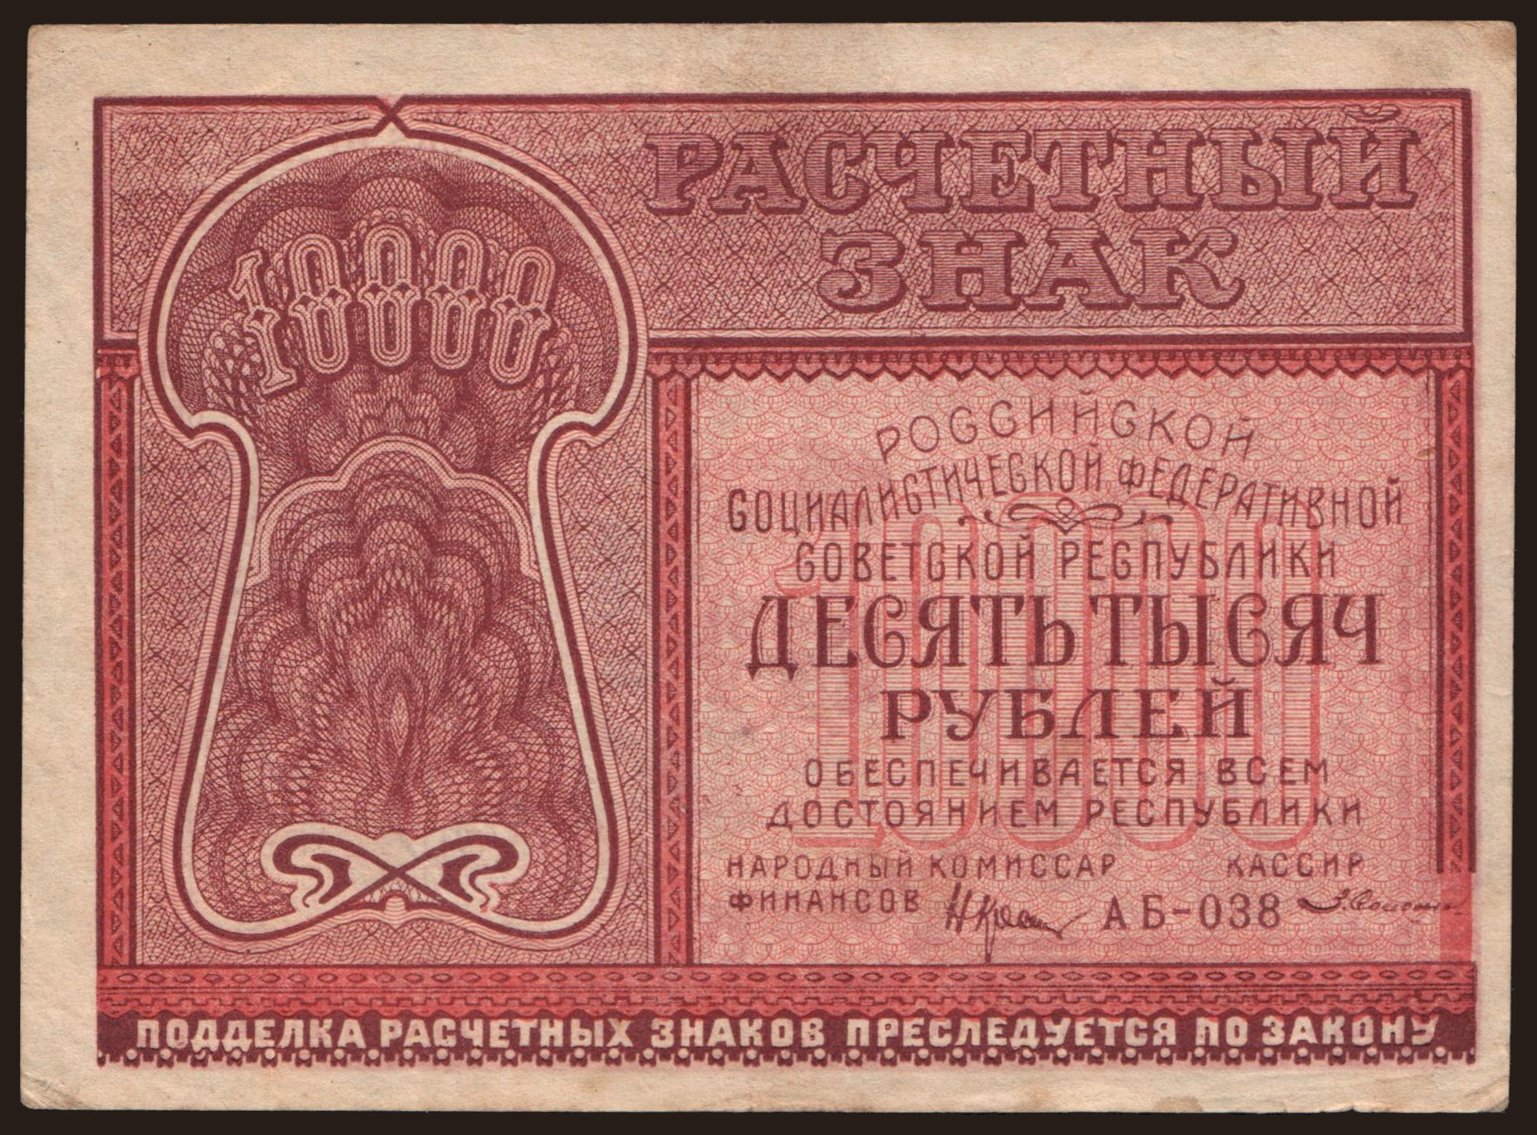 РАСЧЕТНЫЙ
ЗНАК
10000
РОССИЙСКОЙ
СОЦИАЛИСТИЧЕСКОЙ ФЕДЕРАТИВНОЙ
СОВЕТСКОЙ РЕСПУБЛИКИ
10000
ДЕСЯТЬ ТЫСЯЧ
РУБЛЕЙ
ОБЕСПЕЧИВАЕТСЯ ВСЕМ
ДОСТОЯНИЕМ РЕСПУБЛИКИ
НАРОДНЫЙ КОМИССАР КАССИР
ФИНАНСОВ АБ-038
ПОДДЕЛКА РАСЧЕТНЫХ ЗНАКОВ ПРЕСЛЕДУЕТСЯ ПО ЗАКОНУ